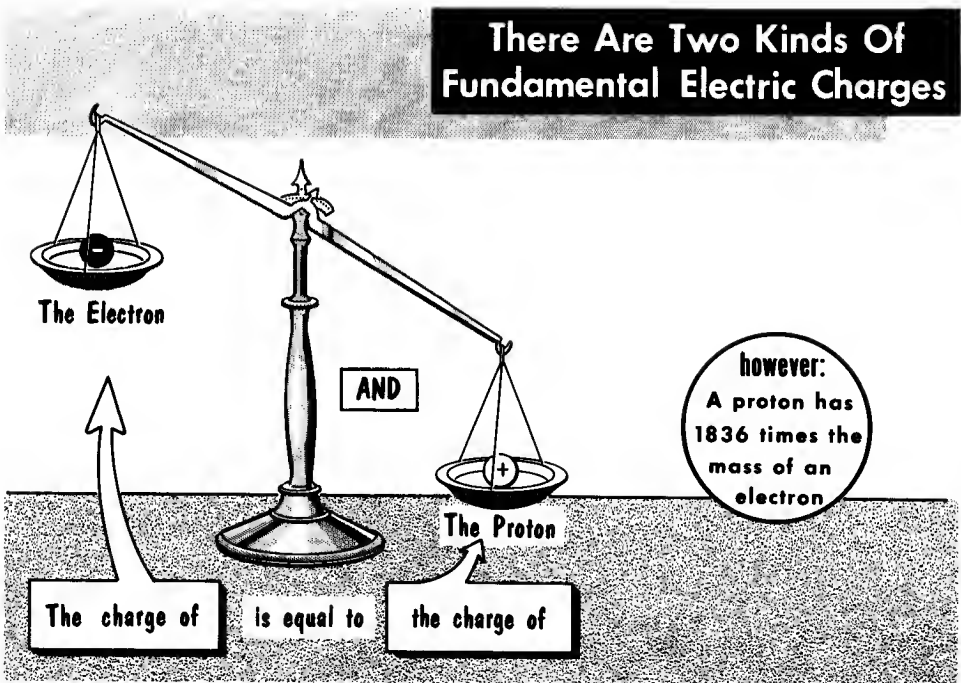 There Are Two Kinds Of
Fundamental Electric Charges
-
The Electron
AND
+
The Proton
however:
A proton has
1836 times the
mass of an
electron
The charge of
is equal to
the charge of